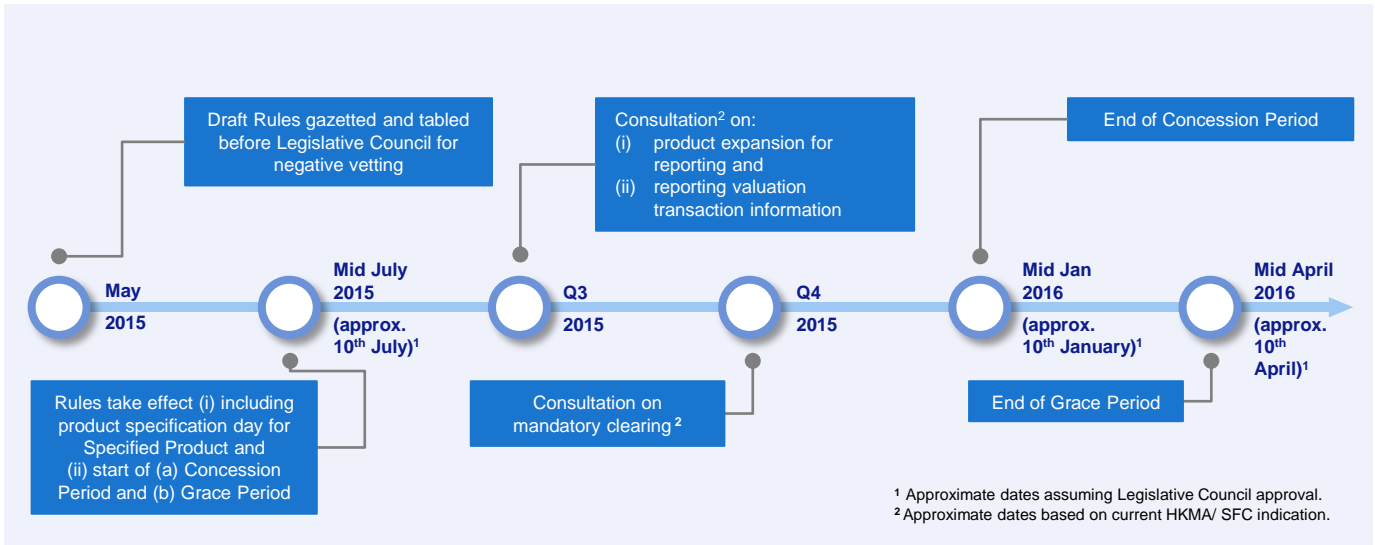 Draft Rules gazetted and tabled
before Legislative Council for
negative vetting
Consultation² on:
(i) product expansion for
reporting and
(ii) reporting valuation
transaction information
End of Concession Period
May
2015
Mid July
2015
(approx.
10th July)¹
Q3
2015
Q4
2015
Mid Jan
2016
(approx.
10th January)¹
Mid April
2016
(approx.
10th
April)¹
Rules take effect (i) including
product specification day for
Specified Product and
(ii) start of (a) Concession
Period and (b) Grace Period
Consultation on
mandatory clearing ²
End of Grace Period
¹ Approximate dates assuming Legislative Council approval.
² Approximate dates based on current HKMA/ SFC indication.